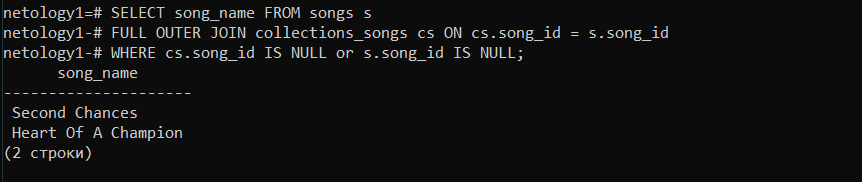 netology1=# SELECT song_name FROM songs s
netology1-# FULL OUTER JOIN collections_songs cs ON cs.song_id = s.song_id
netology1-# WHERE cs.song_id IS NULL or s.song_id IS NULL;
song_name
---------------------
Second Chances
Heart Of A Champion
(2 строки)